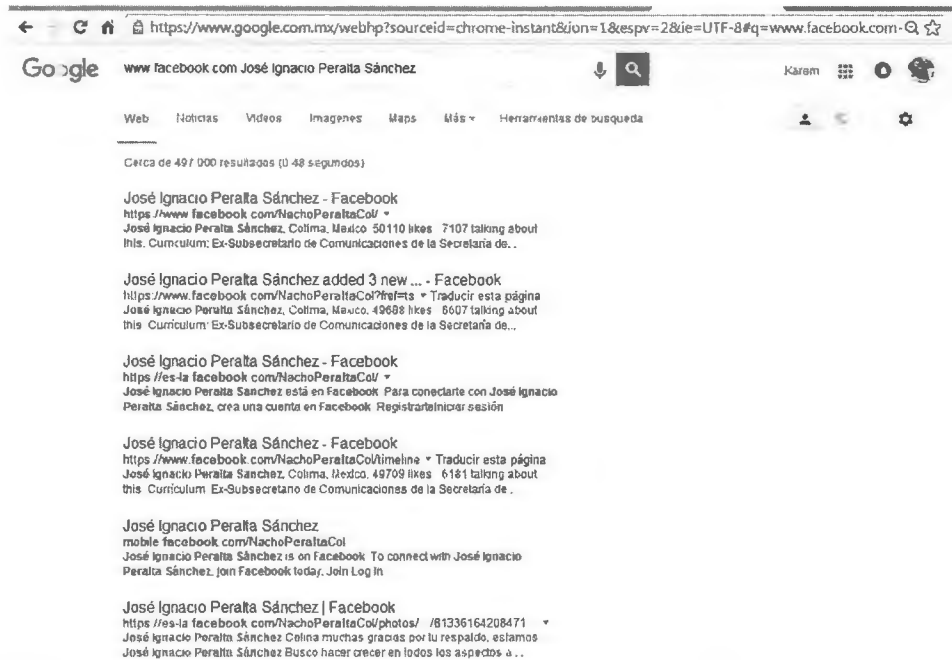 https://www.google.com.mx/webhp?sourceid=chrome-instant&ion=1&espv=2&ie=UTF-8#q=www.facebook.com-
Google www facebook com José Ignacio Peralta Sánchez Karem
Web Noticias Videos Imagenes Maps Más Herramientas de busqueda
Cerca de 497 000 resultados (0 48 segundos)
José Ignacio Peralta Sánchez - Facebook
https //www facebook com/NachoPeraltaCol/
José Ignacio Peralta Sánchez, Colima, Mexico 50110 likes 7107 talking about
this. Curriculum: Ex-Subsecretario de Comunicaciones de la Secretaria de. .
José Ignacio Peralta Sánchez added 3 new ... - Facebook
https://www.facebook.com/NachoPeraltaCol?fref=ts Traducir esta página
José Ignacio Peralta Sánchez, Colima, Mexico. 49688 likes 6607 talking about
this Curriculum: Ex-Subsecretario de Comunicaciones de la Secretaría de...
José Ignacio Peralta Sánchez - Facebook
https //es-la facebook com/NachoPeraltaCol/
José Ignacio Peralta Sanchez está en Facebook Para conectarte con José Ignacio
Peralta Sánchez, crea una cuenta en Facebook RegistrarteIniciar sesión
José Ignacio Peralta Sánchez - Facebook
https //www.facebook.com/NachoPeraltaCol/timeline Traducir esta página
José Ignacio Peralta Sanchez, Colima, Mexico. 49709 likes 6181 talking about
this Curriculum Ex-Subsecretario de Comunicaciones de la Secretaría de .
José Ignacio Peralta Sánchez
mobile facebook com/NachoPeraltaCol
José Ignacio Peralta Sánchez is on Facebook To connect with José Ignacio
Peralta Sánchez, join Facebook today. Join Log In
José Ignacio Peralta Sánchez | Facebook
https //es-la facebook com/NachoPeraltaCol/photos/ /81336164208471
José Ignacio Peralta Sánchez Colina muchas gracias por tu respaldo, estamos
José Ignacio Peralta Sánchez Busco hacer crecer en todos los aspectos a . .